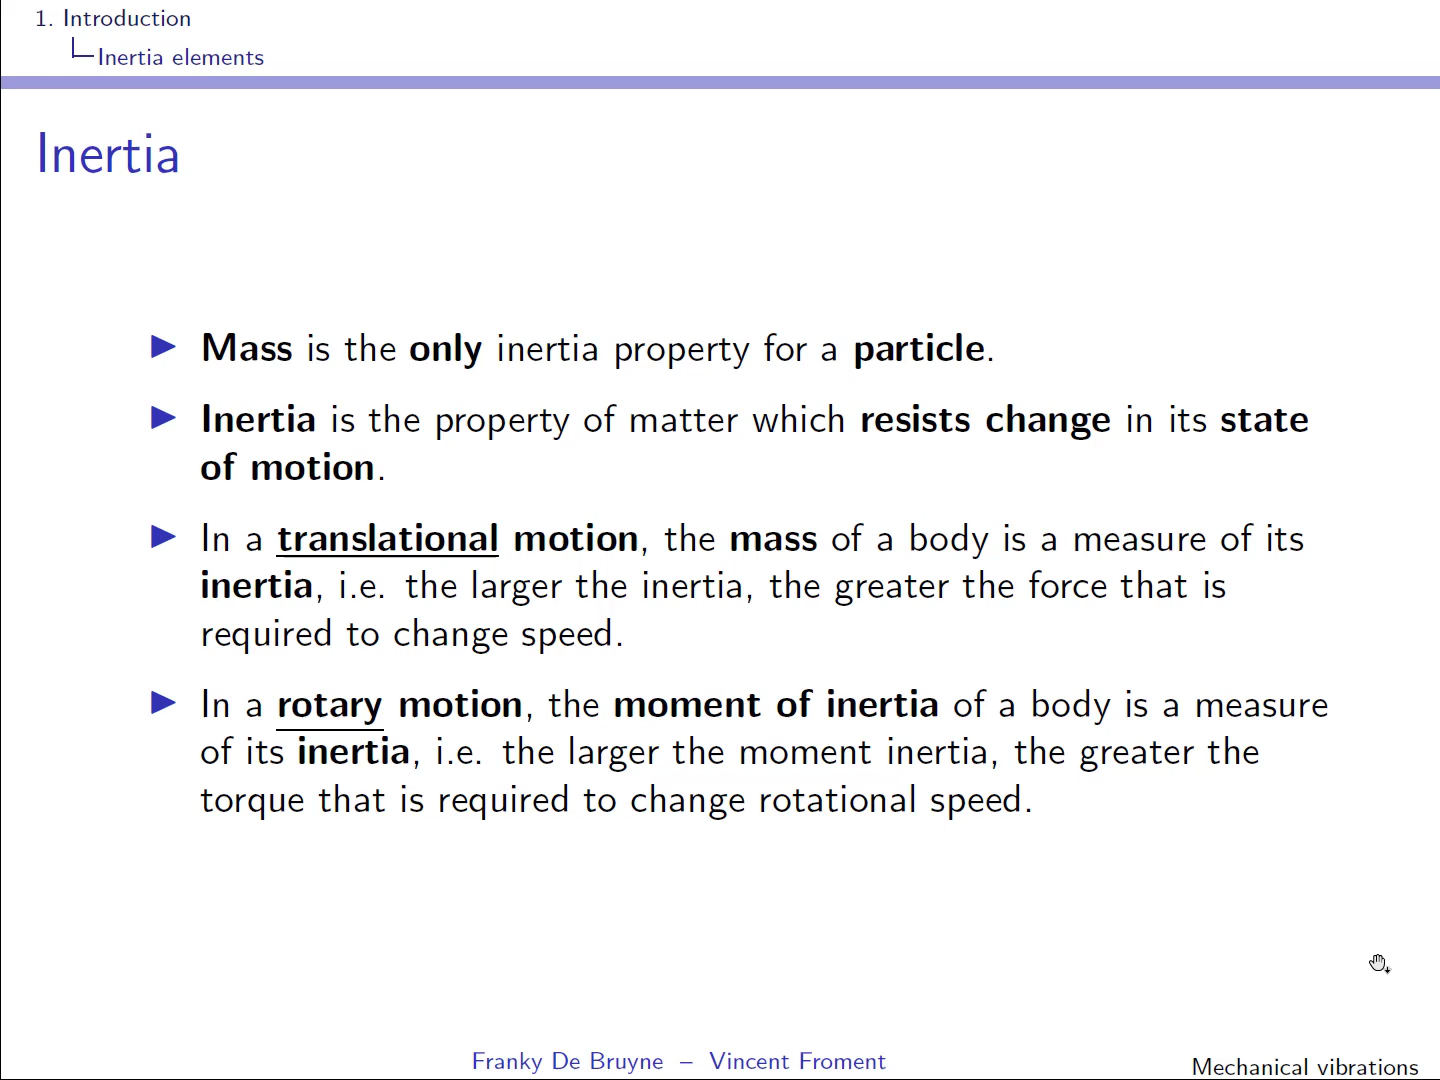 1. Introduction
Inertia elements
Inertia
Mass is the only inertia property for a particle.
Inertia is the property of matter which resists change in its state
of motion.
In a translational motion, the mass of a body is a measure of its
inertia, i.e. the larger the inertia, the greater the force that is
required to change speed.
In a rotary motion, the moment of inertia of a body is a measure
of its inertia, i.e. the larger the moment inertia, the greater the
torque that is required to change rotational speed.
Franky De Bruyne – Vincent Froment
Mechanical vibrations